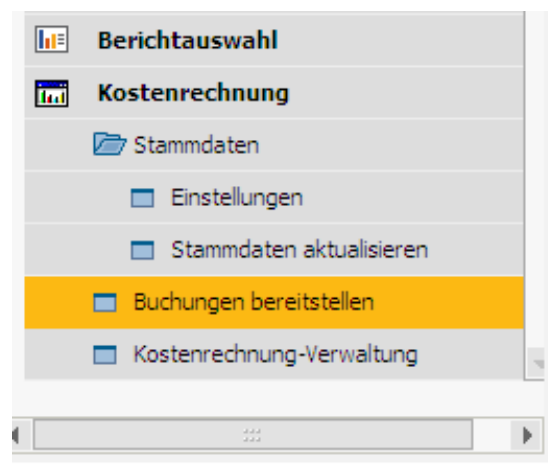 Berichtauswahl
Kostenrechnung
Stammdaten
Einstellungen
Stammdaten aktualisieren
Buchungen bereitstellen
Kostenrechnung-Verwaltung